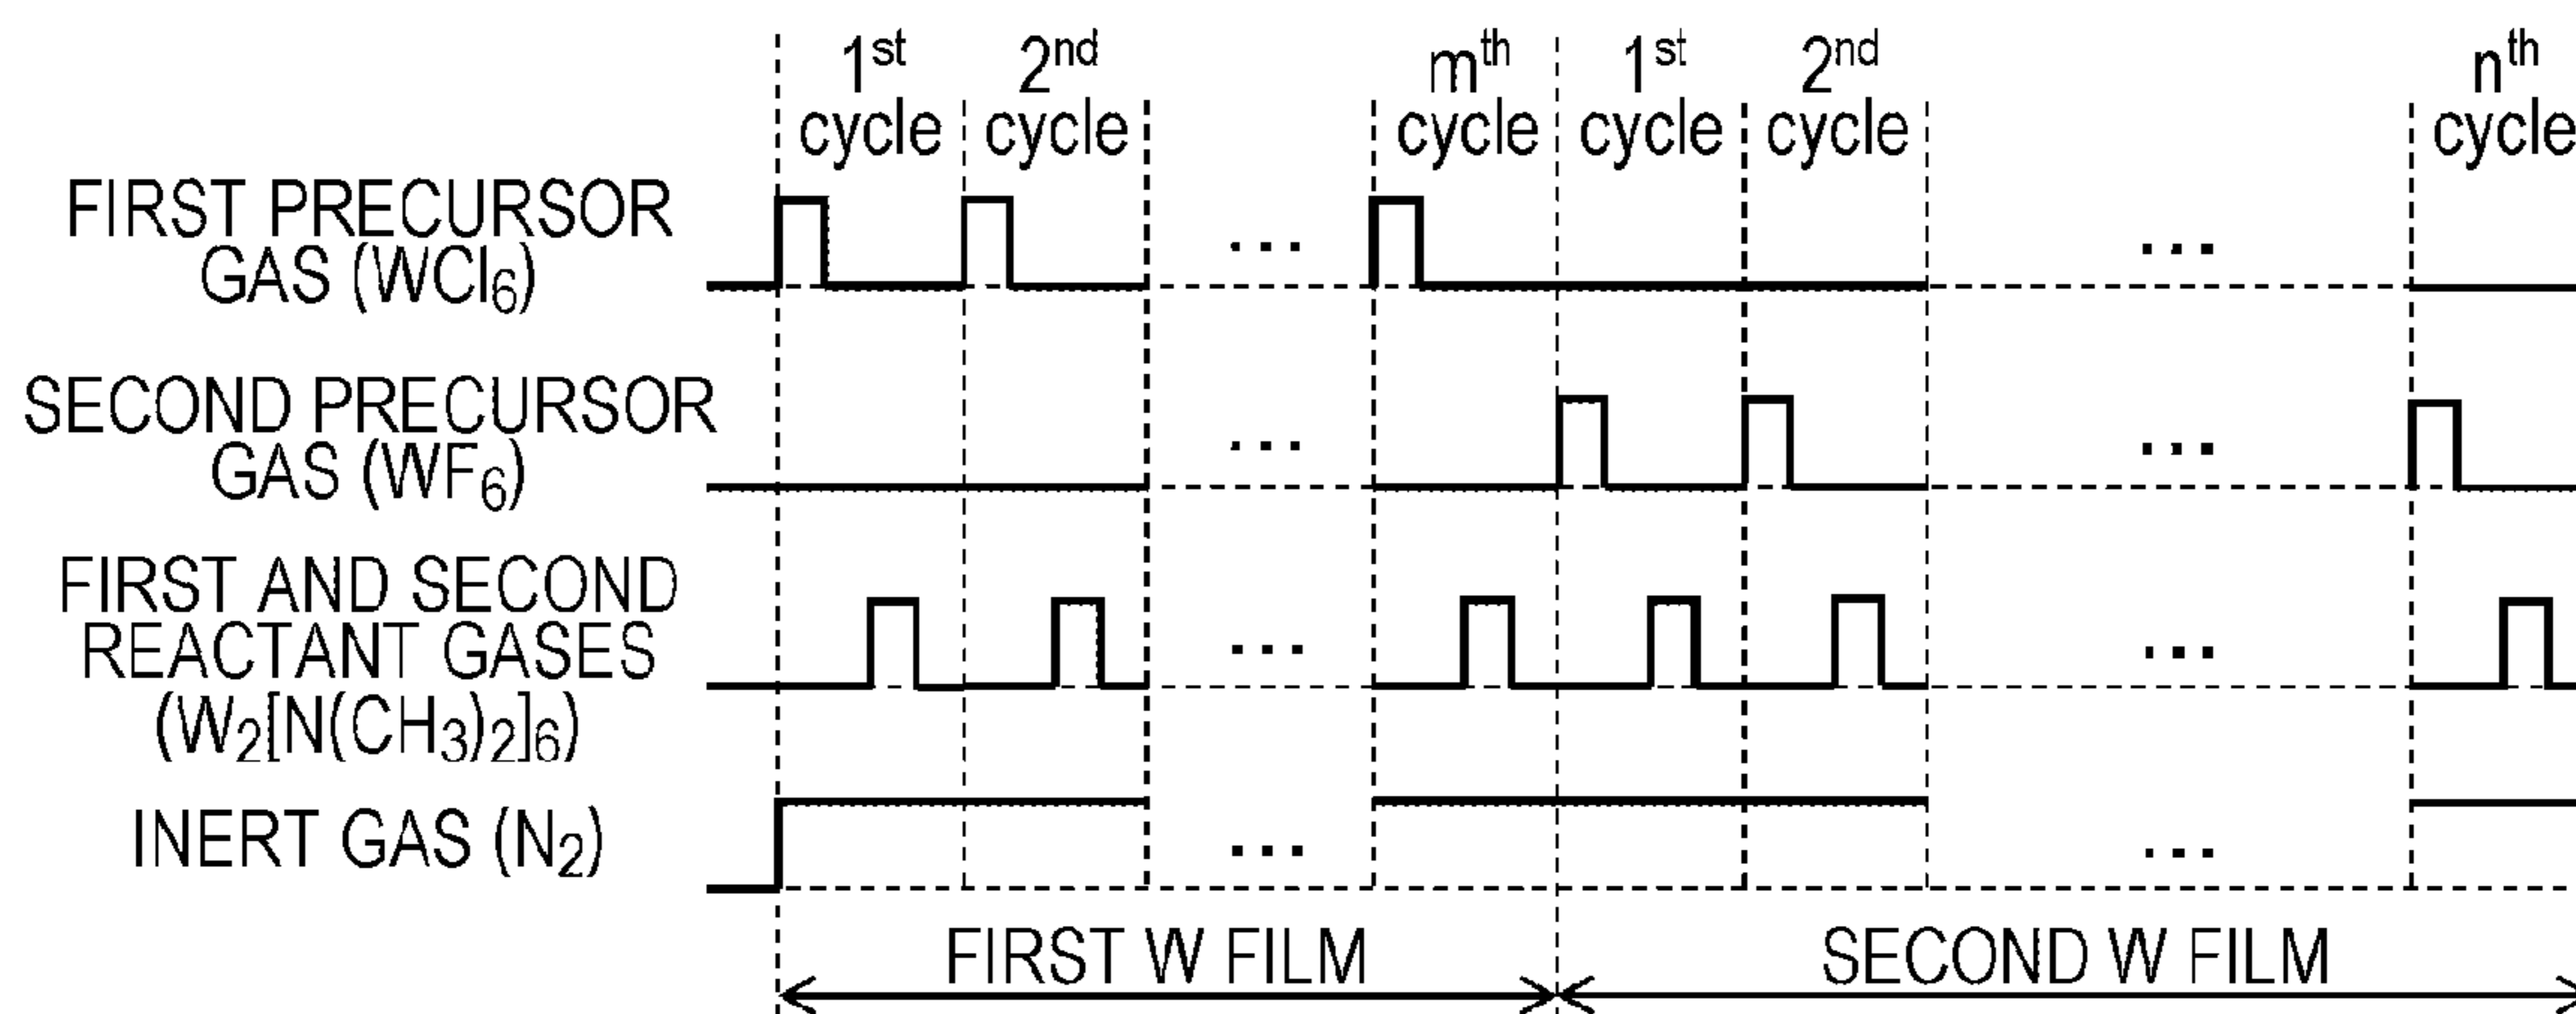 1st 2nd mth 1st 2nd nth
cycle cycle cycle cycle cycle cycle
FIRST PRECURSOR
GAS (WCl6)
... ...
SECOND PRECURSOR
GAS (WF6)
... ...
FIRST AND SECOND
REACTANT GASES
(W2[N(CH3)2]6)
... ...
INERT GAS (N2)
... ...
FIRST W FILM SECOND W FILM